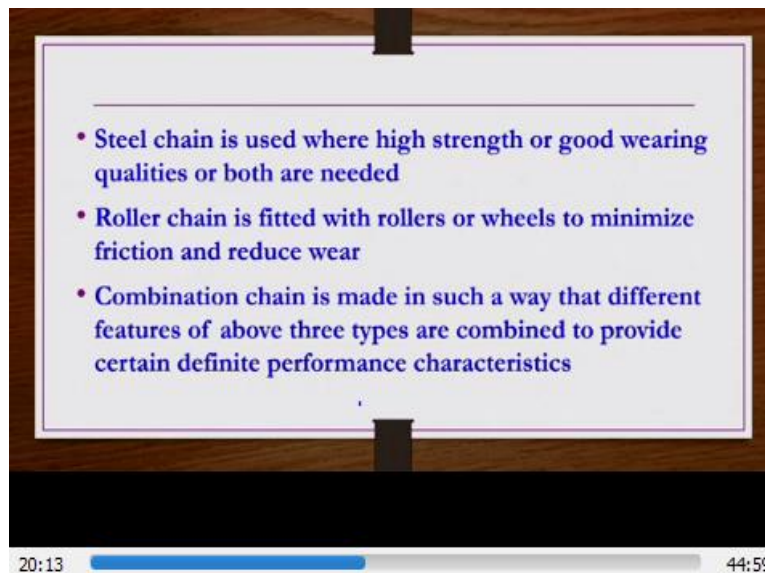 • Steel chain is used where high strength or good wearing
qualities or both are needed
• Roller chain is fitted with rollers or wheels to minimize
friction and reduce wear
• Combination chain is made in such a way that different
features of above three types are combined to provide
certain definite performance characteristics
20:13 44:59